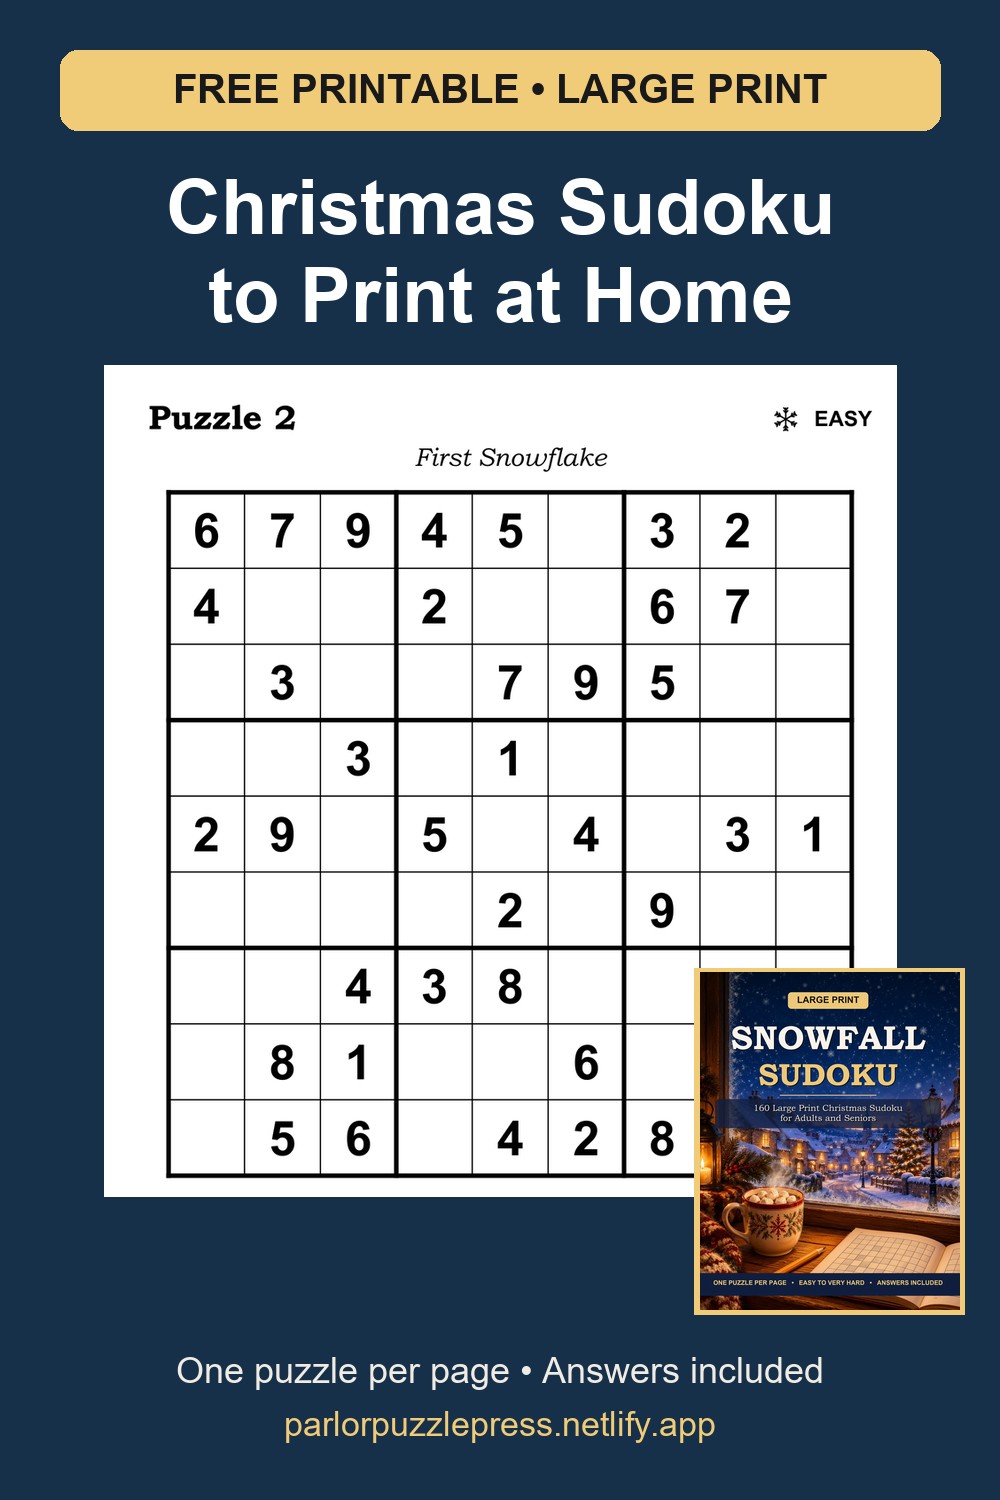 FREE PRINTABLE • LARGE PRINT
Christmas Sudoku
to Print at Home
Puzzle 2
EASY
First Snowflake
6 7 9 4 5 3 2
4 2 6 7
3 7 9 5
3 1
2 9 5 4 3 1
2 9
4 3 8
8 1 6
5 6 4 2 8
LARGE PRINT
SNOWFALL
SUDOKU
160 Large Print Christmas Sudoku
for Adults and Seniors
ONE PUZZLE PER PAGE • EASY TO VERY HARD • ANSWERS INCLUDED
One puzzle per page • Answers included
parlorpuzzlepress.netlify.app